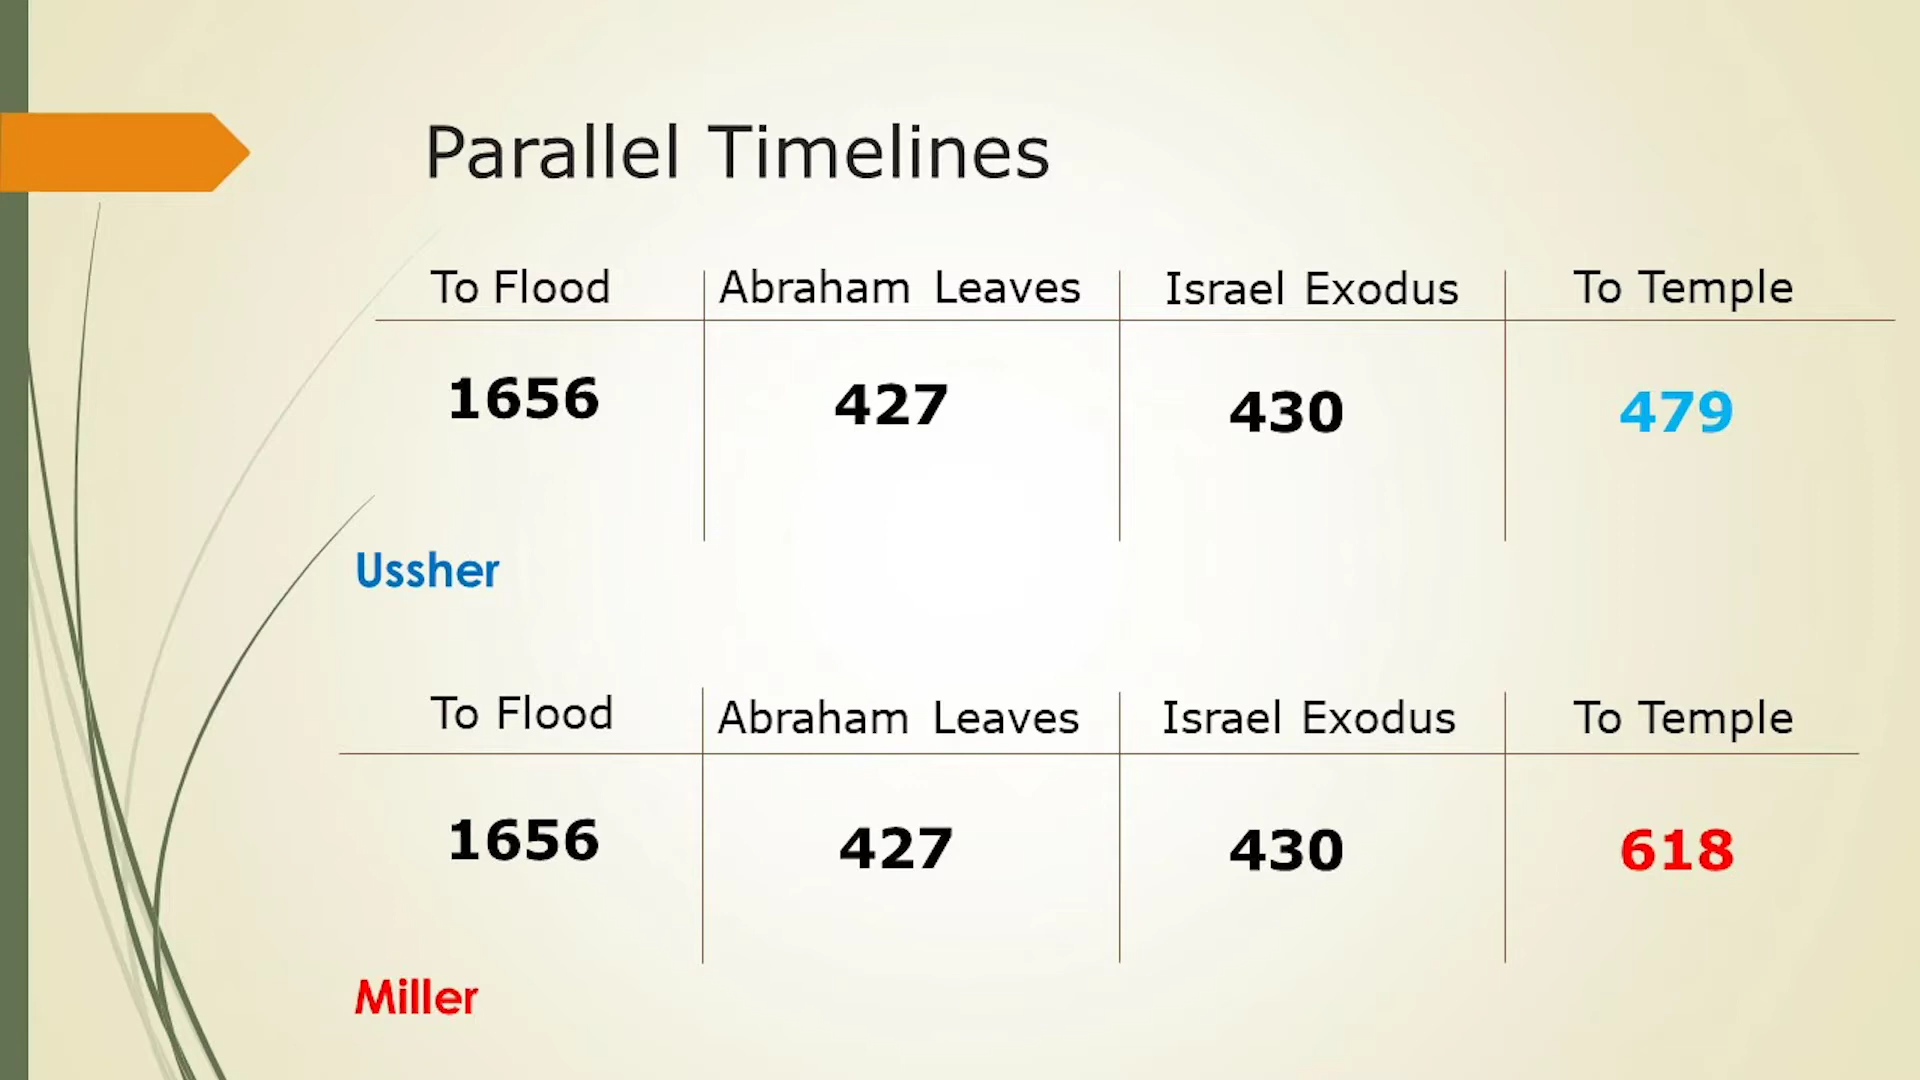 Parallel Timelines
To Flood Abraham Leaves Israel Exodus To Temple
1656 427 430 479
Ussher
To Flood Abraham Leaves Israel Exodus To Temple
1656 427 430 618
Miller